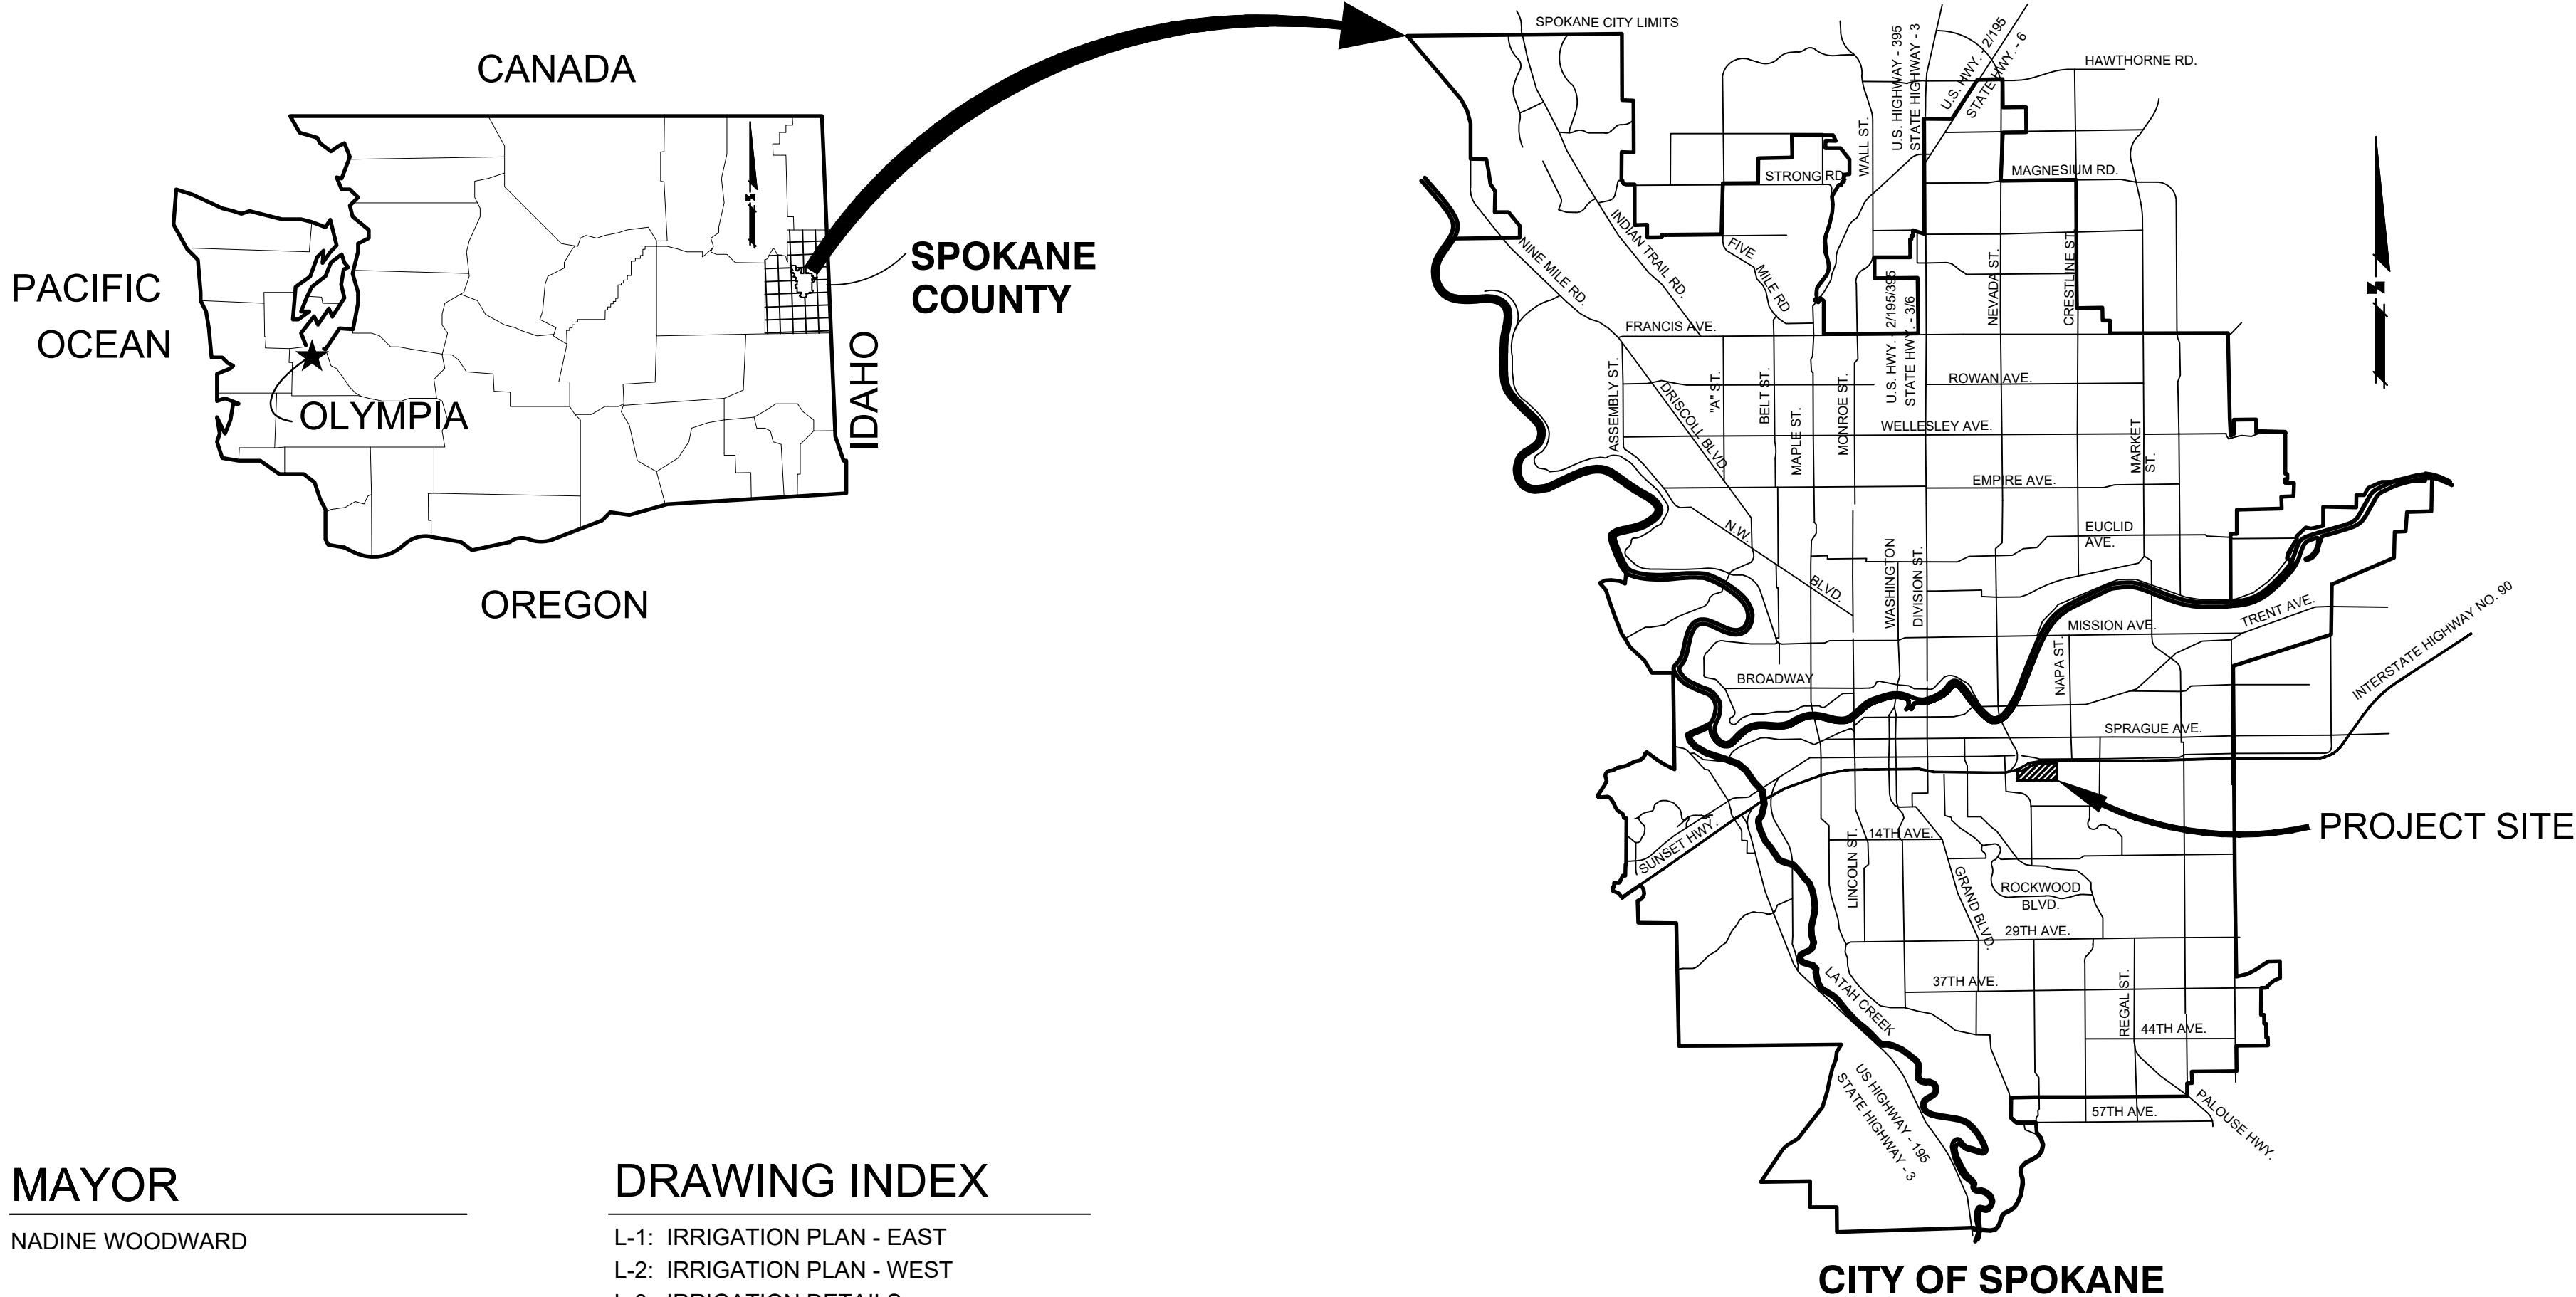 CANADA
PACIFIC
OCEAN
SPOKANE
COUNTY
IDAHO
OLYMPIA
OREGON
SPOKANE CITY LIMITS
U.S. HIGHWAY - 395
STATE HIGHWAY - 3
U.S. HWY. - 2/195
STATE HWY. - 6
HAWTHORNE RD.
WALL ST.
STRONG RD.
MAGNESIUM RD.
INDIAN TRAIL RD.
NINE MILE RD.
FIVE MILE RD
NEVADA ST.
CRESTLINE ST.
U.S. HWY. - 2/195/395
STATE HWY. - 3/6
FRANCIS AVE.
ASSEMBLY ST.
DRISCOLL BLVD.
"A" ST.
BELT ST.
MAPLE ST.
MONROE ST.
ROWAN AVE.
WELLESLEY AVE.
MARKET
ST.
EMPIRE AVE.
N.W.
BLVD.
EUCLID
AVE.
WASHINGTON
DIVISION ST.
MISSION AVE.
TRENT AVE.
INTERSTATE HIGHWAY NO. 90
NAPA ST.
BROADWAY
SPRAGUE AVE.
PROJECT SITE
SUNSET HWY.
14TH AVE.
LINCOLN ST.
GRAND BLVD.
ROCKWOOD
BLVD.
29TH AVE.
LATAH CREEK
37TH AVE.
REGAL ST.
44TH AVE.
US HIGHWAY - 195
STATE HIGHWAY - 3
57TH AVE.
PALOUSE HWY.
CITY OF SPOKANE
MAYOR
NADINE WOODWARD
DRAWING INDEX
L-1: IRRIGATION PLAN - EAST
L-2: IRRIGATION PLAN - WEST